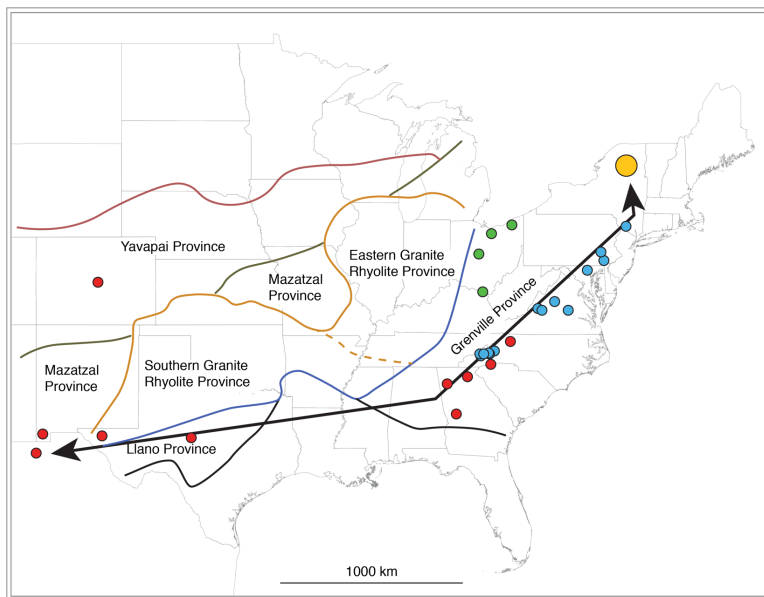 Yavapai Province
Eastern Granite
Rhyolite Province
Mazatzal
Province
Grenville Province
Mazatzal
Province
Southern Granite
Rhyolite Province
Llano Province
1000 km